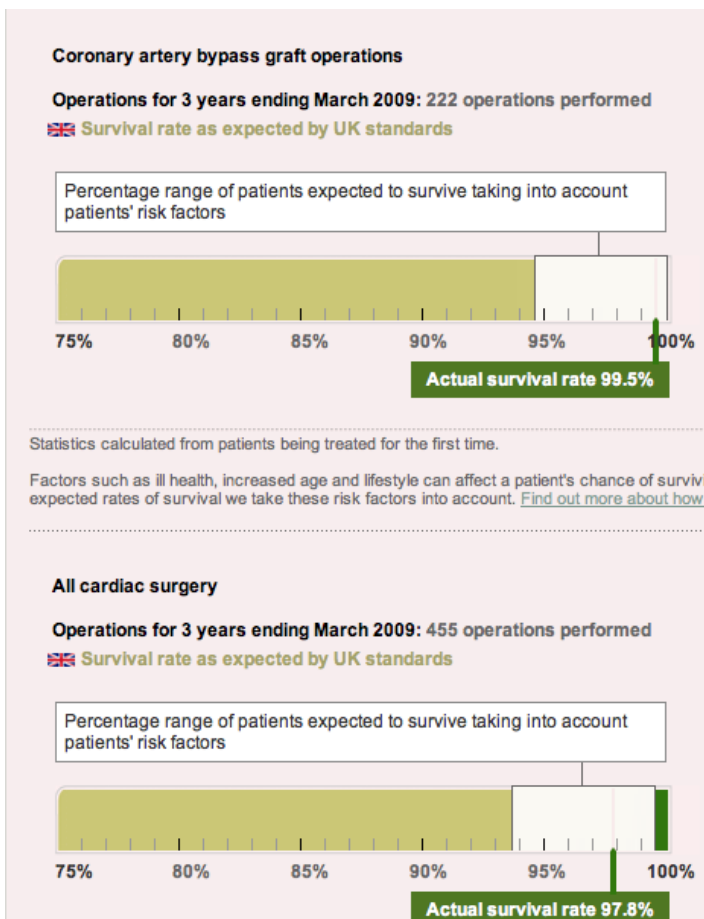 Coronary artery bypass graft operations
Operations for 3 years ending March 2009: 222 operations performed
Survival rate as expected by UK standards
Percentage range of patients expected to survive taking into account
patients' risk factors
75% 80% 85% 90% 95% 100%
Actual survival rate 99.5%
Statistics calculated from patients being treated for the first time.
Factors such as ill health, increased age and lifestyle can affect a patient's chance of
expected rates of survival we take these risk factors into account. Find out more about how
All cardiac surgery
Operations for 3 years ending March 2009: 455 operations performed
Survival rate as expected by UK standards
Percentage range of patients expected to survive taking into account
patients' risk factors
75% 80% 85% 90% 95% 100%
Actual survival rate 97.8%